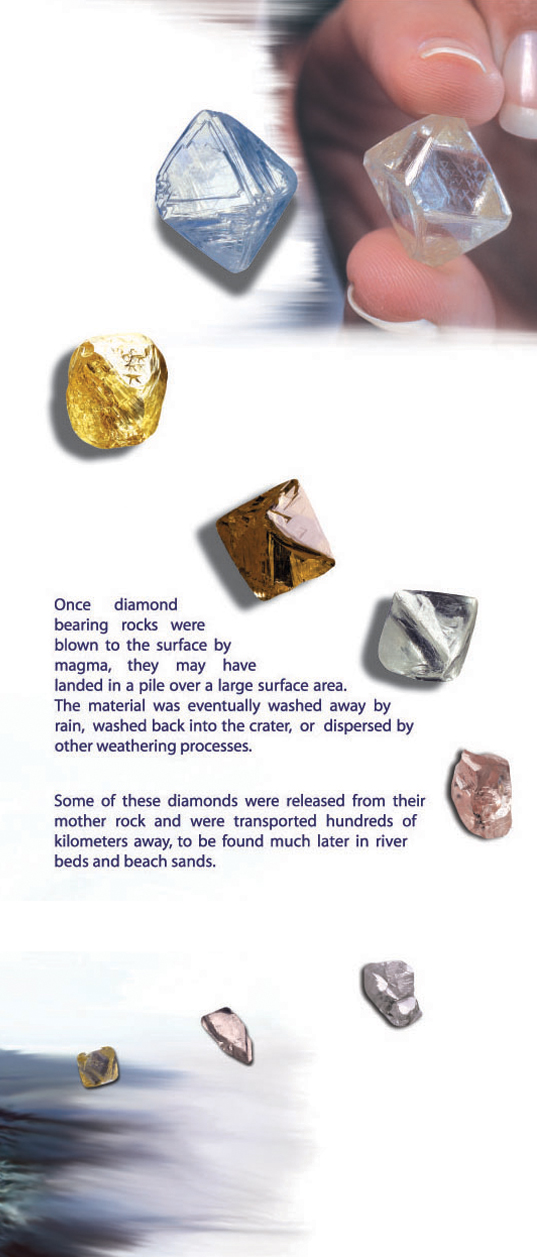 Once diamond
bearing rocks were
blown to the surface by
magma, they may have
landed in a pile over a large surface area.
The material was eventually washed away by
rain, washed back into the crater, or dispersed by
other weathering processes.
Some of these diamonds were released from their
mother rock and were transported hundreds of
kilometers away, to be found much later in river
beds and beach sands.